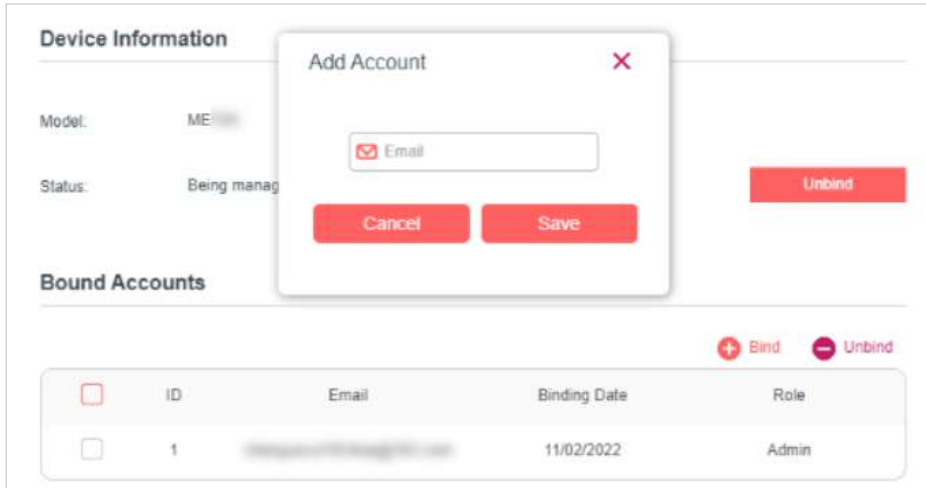 Device Information
Add Account
Model: ME
Email
Status: Being manag
Unbind
Cancel Save
Bound Accounts
Bind Unbind
ID Email Binding Date Role
1 11/02/2022 Admin